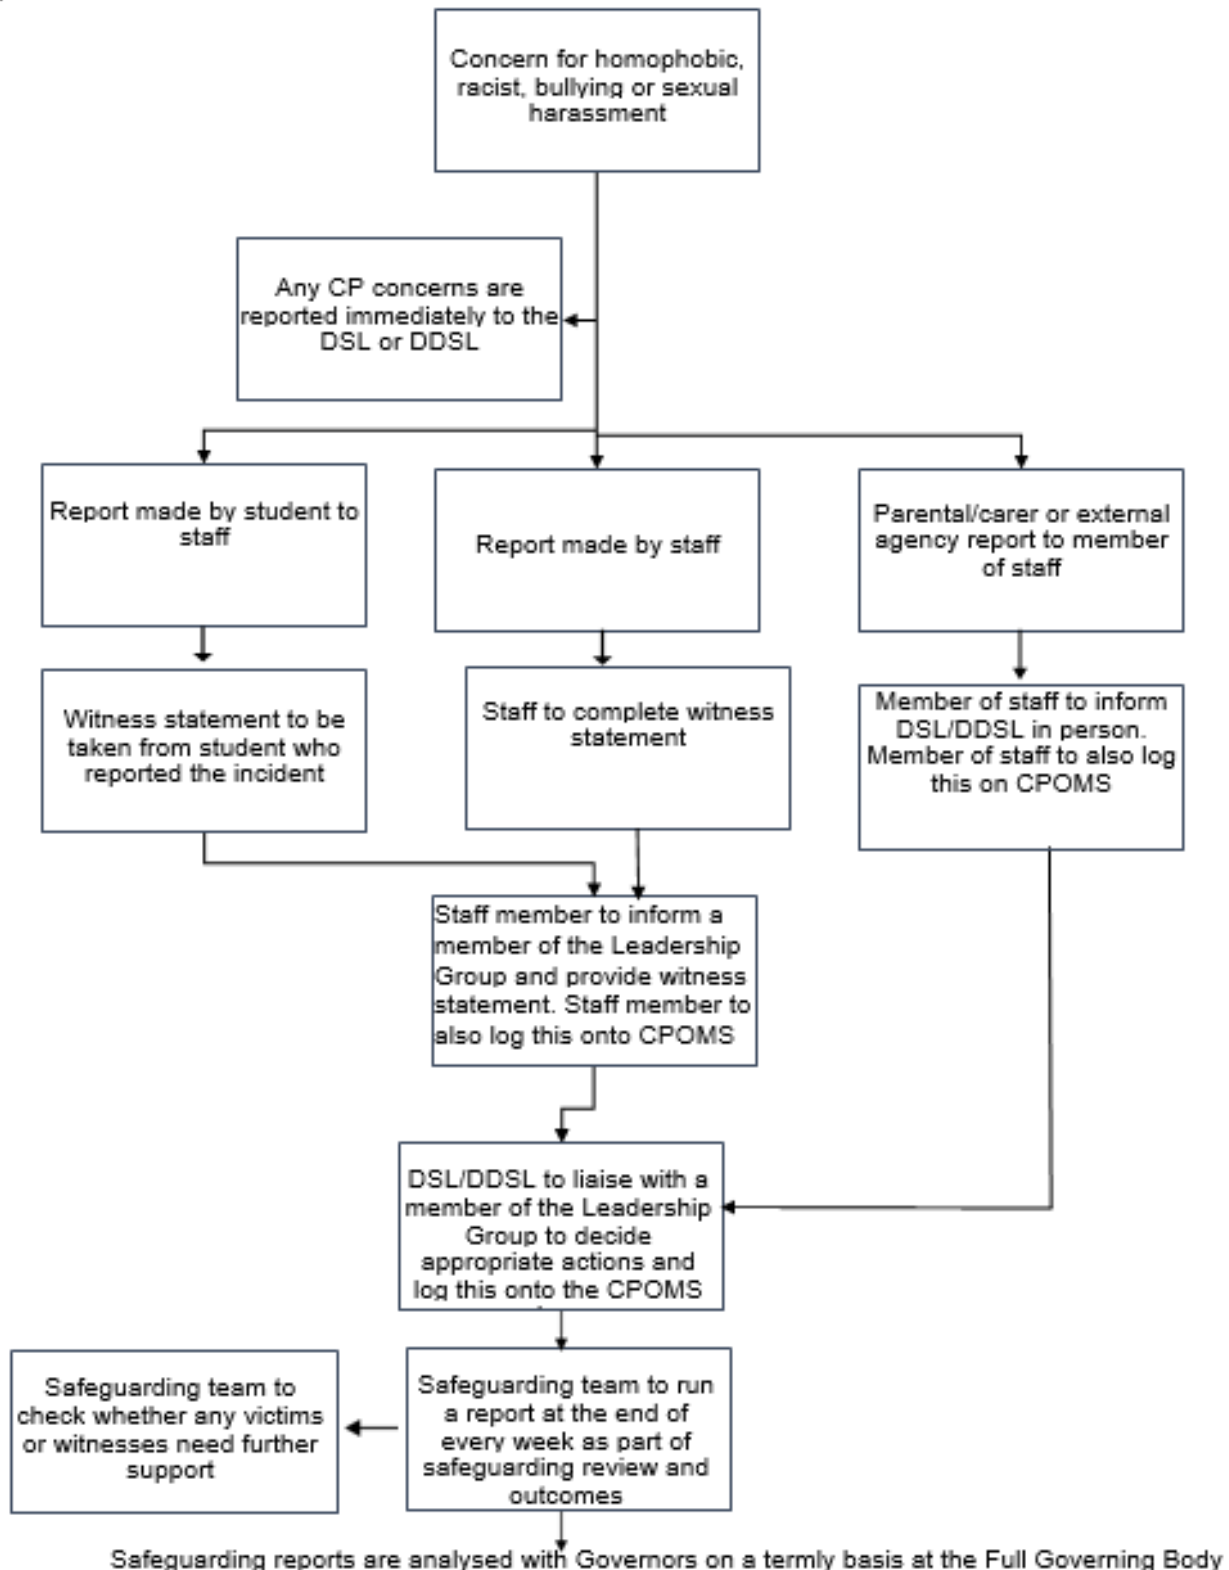 Concern for homophobic,
racist, bullying or sexual
harassment
Any CP concerns are
reported immediately to the
DSL or DDSL
Report made by student to
staff
Report made by staff
Parental/carer or external
agency report to member
of staff
Witness statement to be
taken from student who
reported the incident
Staff to complete witness
statement
Member of staff to inform
DSL/DDSL in person.
Member of staff to also log
this on CPOMS
Staff member to inform a
member of the Leadership
Group and provide witness
statement. Staff member to
also log this onto CPOMS
DSL/DDSL to liaise with a
member of the Leadership
Group to decide
appropriate actions and
log this onto the CPOMS
Safeguarding team to
check whether any victims
or witnesses need further
support
Safeguarding team to run
a report at the end of
every week as part of
safeguarding review and
outcomes
Safeguarding reports are analysed with Governors on a termly basis at the Full Governing Body